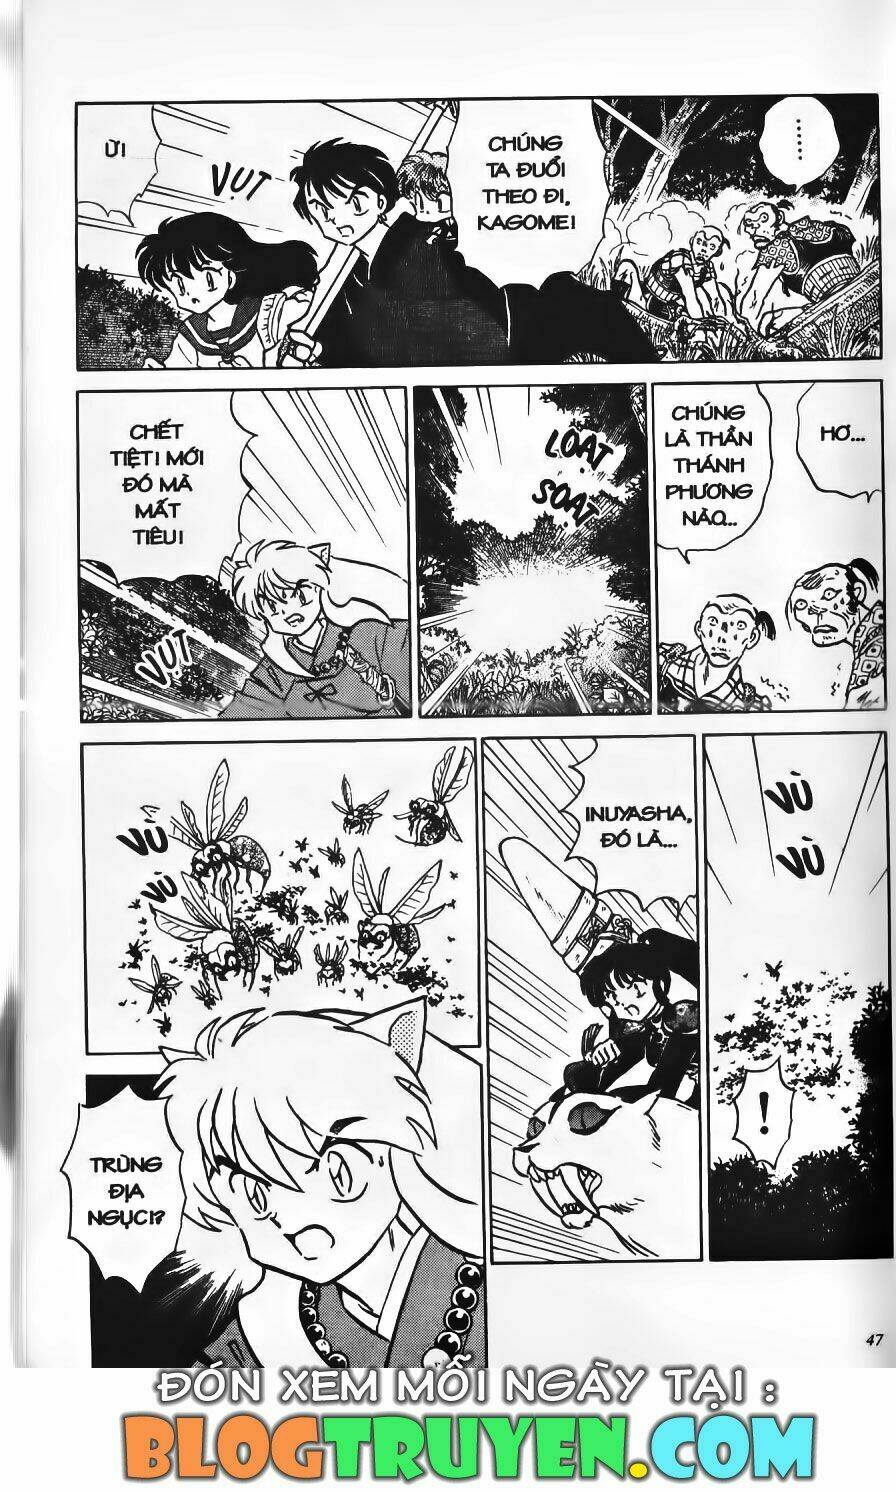 ......
CHÚNG
TA ĐUỔI
THEO ĐI,
KAGOME!
VỤT
Ừ!
HƠ...
CHÚNG
LÀ THẦN
THÁNH
PHƯƠNG
NÀO...
LOẠT
SOẠT
CHẾT
TIỆT! MỚI
ĐÓ MÀ
MẤT
TIÊU!
VỤT
VÙ
VÙ
!
INUYASHA,
ĐÓ LÀ...
VÙ
VÙ
TRÙNG
ĐỊA
NGỤC!?
47
ĐÓN XEM MỖI NGÀY TẠI :
BLOGTRUYEN.COM